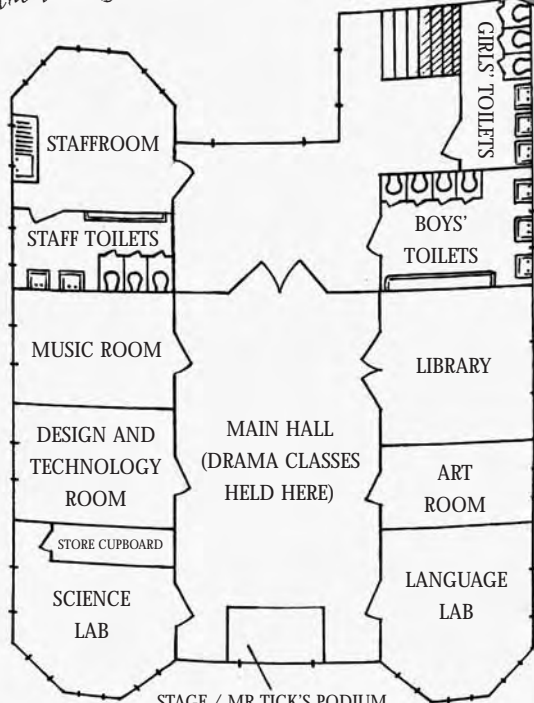 GIRLS' TOILETS
STAFFROOM
STAFF TOILETS
BOYS'
TOILETS
MUSIC ROOM
LIBRARY
MAIN HALL
(DRAMA CLASSES
HELD HERE)
DESIGN AND
TECHNOLOGY
ROOM
ART
ROOM
STORE CUPBOARD
SCIENCE
LAB
LANGUAGE
LAB
STAGE / MR TICK'S PODIUM